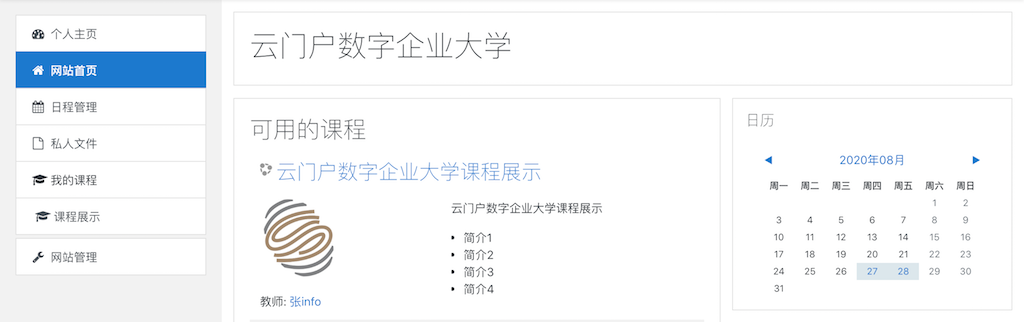 个人主页
网站首页
日程管理
私人文件
我的课程
课程展示
网站管理
云门户数字企业大学
可用的课程
云门户数字企业大学课程展示
云门户数字企业大学课程展示
简介1
简介2
简介3
简介4
教师: 张info
日历
2020年08月
周一 周二 周三 周四 周五 周六 周日
1 2
3 4 5 6 7 8 9
10 11 12 13 14 15 16
17 18 19 20 21 22 23
24 25 26 27 28 29 30
31